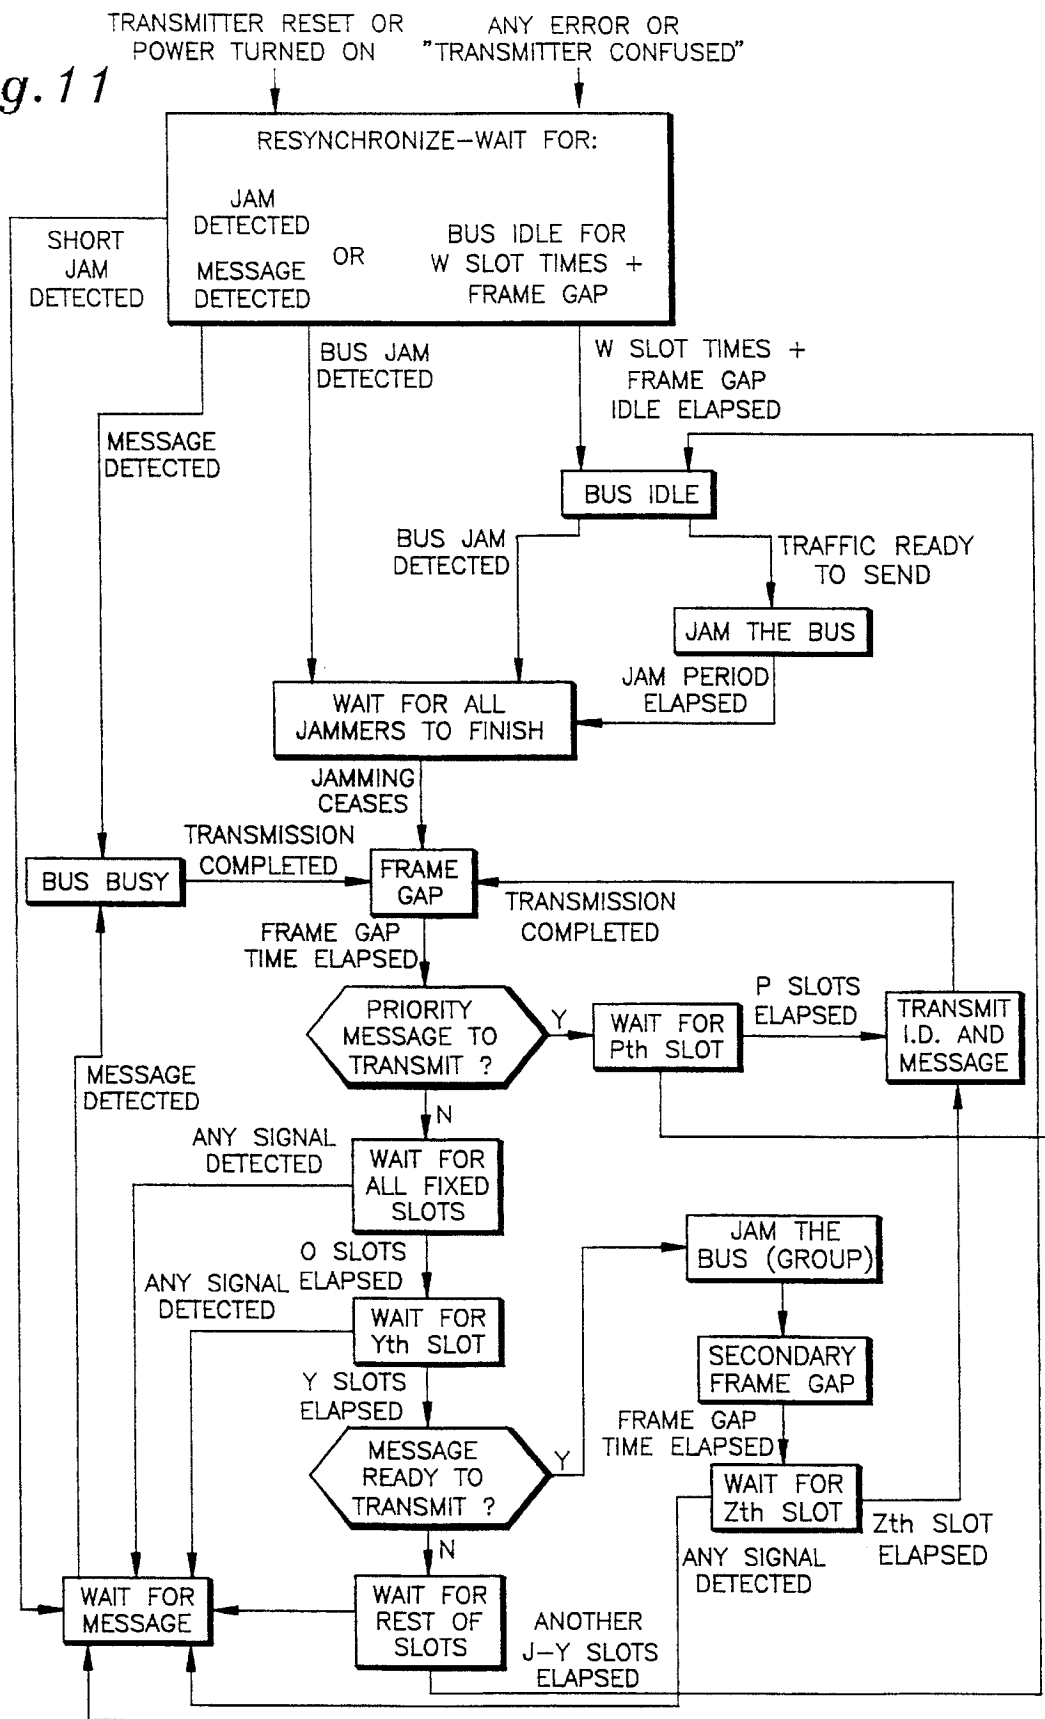 TRANSMITTER RESET OR
POWER TURNED ON
ANY ERROR OR
"TRANSMITTER CONFUSED"
g.11
RESYNCHRONIZE-WAIT FOR:
JAM
DETECTED
MESSAGE
DETECTED
OR
BUS IDLE FOR
W SLOT TIMES +
FRAME GAP
SHORT
JAM
DETECTED
BUS JAM
DETECTED
W SLOT TIMES +
FRAME GAP
IDLE ELAPSED
MESSAGE
DETECTED
BUS IDLE
BUS JAM
DETECTED
TRAFFIC READY
TO SEND
JAM THE BUS
JAM PERIOD
ELAPSED
WAIT FOR ALL
JAMMERS TO FINISH
JAMMING
CEASES
TRANSMISSION
COMPLETED
BUS BUSY
FRAME
GAP
TRANSMISSION
COMPLETED
FRAME GAP
TIME ELAPSED
PRIORITY
MESSAGE TO
TRANSMIT ?
Y
WAIT FOR
Pth SLOT
P SLOTS
ELAPSED
TRANSMIT
I.D. AND
MESSAGE
MESSAGE
DETECTED
N
ANY SIGNAL
DETECTED
WAIT FOR
ALL FIXED
SLOTS
O SLOTS
ELAPSED
ANY SIGNAL
DETECTED
WAIT FOR
Yth SLOT
JAM THE
BUS (GROUP)
SECONDARY
FRAME GAP
Y SLOTS
ELAPSED
FRAME GAP
TIME ELAPSED
MESSAGE
READY TO
TRANSMIT ?
Y
WAIT FOR
Zth SLOT
Zth SLOT
ELAPSED
N
ANY SIGNAL
DETECTED
WAIT FOR
MESSAGE
WAIT FOR
REST OF
SLOTS
ANOTHER
J-Y SLOTS
ELAPSED